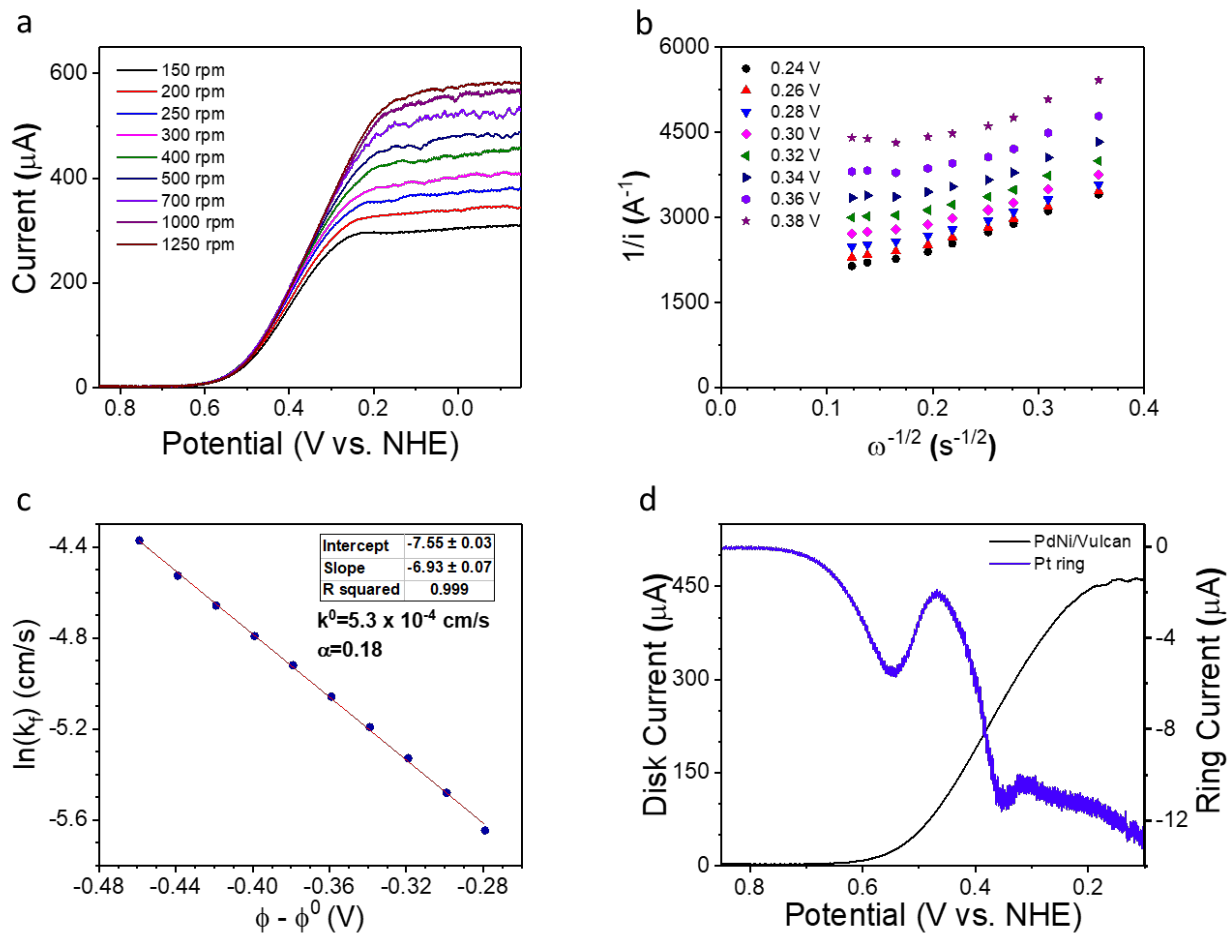 a
600
400
200
0
0.8
0.6
0.4
0.2
0.0
Current (μA)
Potential (V vs. NHE)
150 rpm
200 rpm
250 rpm
300 rpm
400 rpm
500 rpm
700 rpm
1000 rpm
1250 rpm
b
6000
4500
3000
1500
0
0.0
0.1
0.2
0.3
0.4
1/i (A⁻¹)
ω⁻¹/² (s⁻¹/²)
0.24 V
0.26 V
0.28 V
0.30 V
0.32 V
0.34 V
0.36 V
0.38 V
c
-4.4
-4.8
-5.2
-5.6
-0.48
-0.44
-0.40
-0.36
-0.32
-0.28
ln(kf) (cm/s)
ϕ - ϕ⁰ (V)
Intercept -7.55 ± 0.03
Slope -6.93 ± 0.07
R squared 0.999
k⁰=5.3 x 10⁻⁴ cm/s
α=0.18
d
450
300
150
0
0.8
0.6
0.4
0.2
0
-4
-8
-12
Disk Current (μA)
Ring Current (μA)
Potential (V vs. NHE)
PdNi/Vulcan
Pt ring